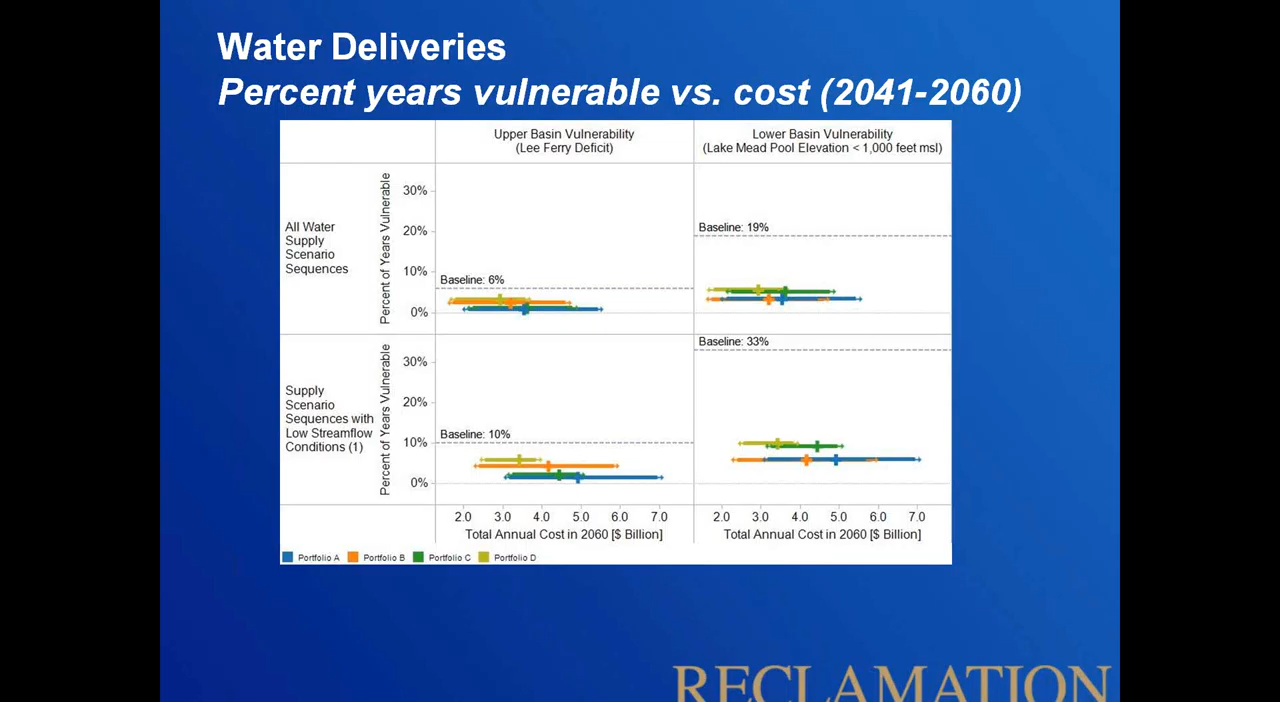 Water Deliveries
Percent years vulnerable vs. cost (2041-2060)
Upper Basin Vulnerability
(Lee Ferry Deficit)
Lower Basin Vulnerability
(Lake Mead Pool Elevation < 1,000 feet msl)
All Water
Supply
Scenario
Sequences
Percent of Years Vulnerable
30%
20%
10%
0%
Baseline: 6%
Baseline: 19%
Supply
Scenario
Sequences with
Low Streamflow
Conditions (1)
Percent of Years Vulnerable
30%
20%
10%
0%
Baseline: 10%
Baseline: 33%
2.0 3.0 4.0 5.0 6.0 7.0
Total Annual Cost in 2060 [$ Billion]
2.0 3.0 4.0 5.0 6.0 7.0
Total Annual Cost in 2060 [$ Billion]
Portfolio A Portfolio B Portfolio C Portfolio D
RECLAMATION